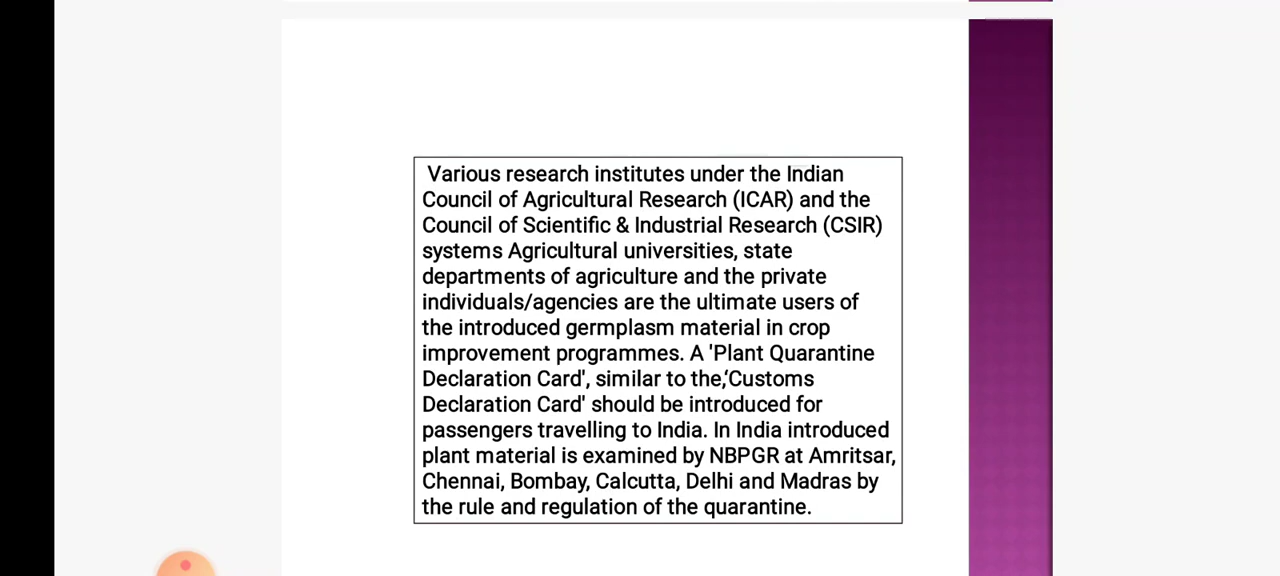 Various research institutes under the Indian
Council of Agricultural Research (ICAR) and the
Council of Scientific & Industrial Research (CSIR)
systems Agricultural universities, state
departments of agriculture and the private
individuals/agencies are the ultimate users of
the introduced germplasm material in crop
improvement programmes. A 'Plant Quarantine
Declaration Card', similar to the,‘Customs
Declaration Card' should be introduced for
passengers travelling to India. In India introduced
plant material is examined by NBPGR at Amritsar,
Chennai, Bombay, Calcutta, Delhi and Madras by
the rule and regulation of the quarantine.